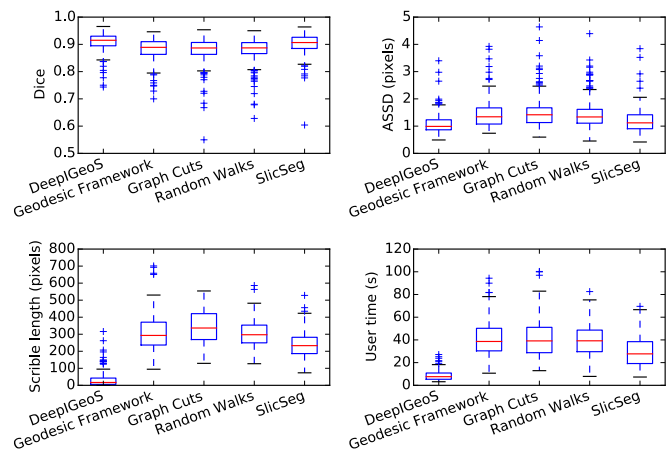 Dice
1.0
0.9
0.8
0.7
0.6
0.5
DeepIGeoS
Geodesic Framework
Graph Cuts
Random Walks
SlicSeg
ASSD (pixels)
5
4
3
2
1
0
DeepIGeoS
Geodesic Framework
Graph Cuts
Random Walks
SlicSeg
Scrible length (pixels)
800
700
600
500
400
300
200
100
0
DeepIGeoS
Geodesic Framework
Graph Cuts
Random Walks
SlicSeg
User time (s)
120
100
80
60
40
20
0
DeepIGeoS
Geodesic Framework
Graph Cuts
Random Walks
SlicSeg